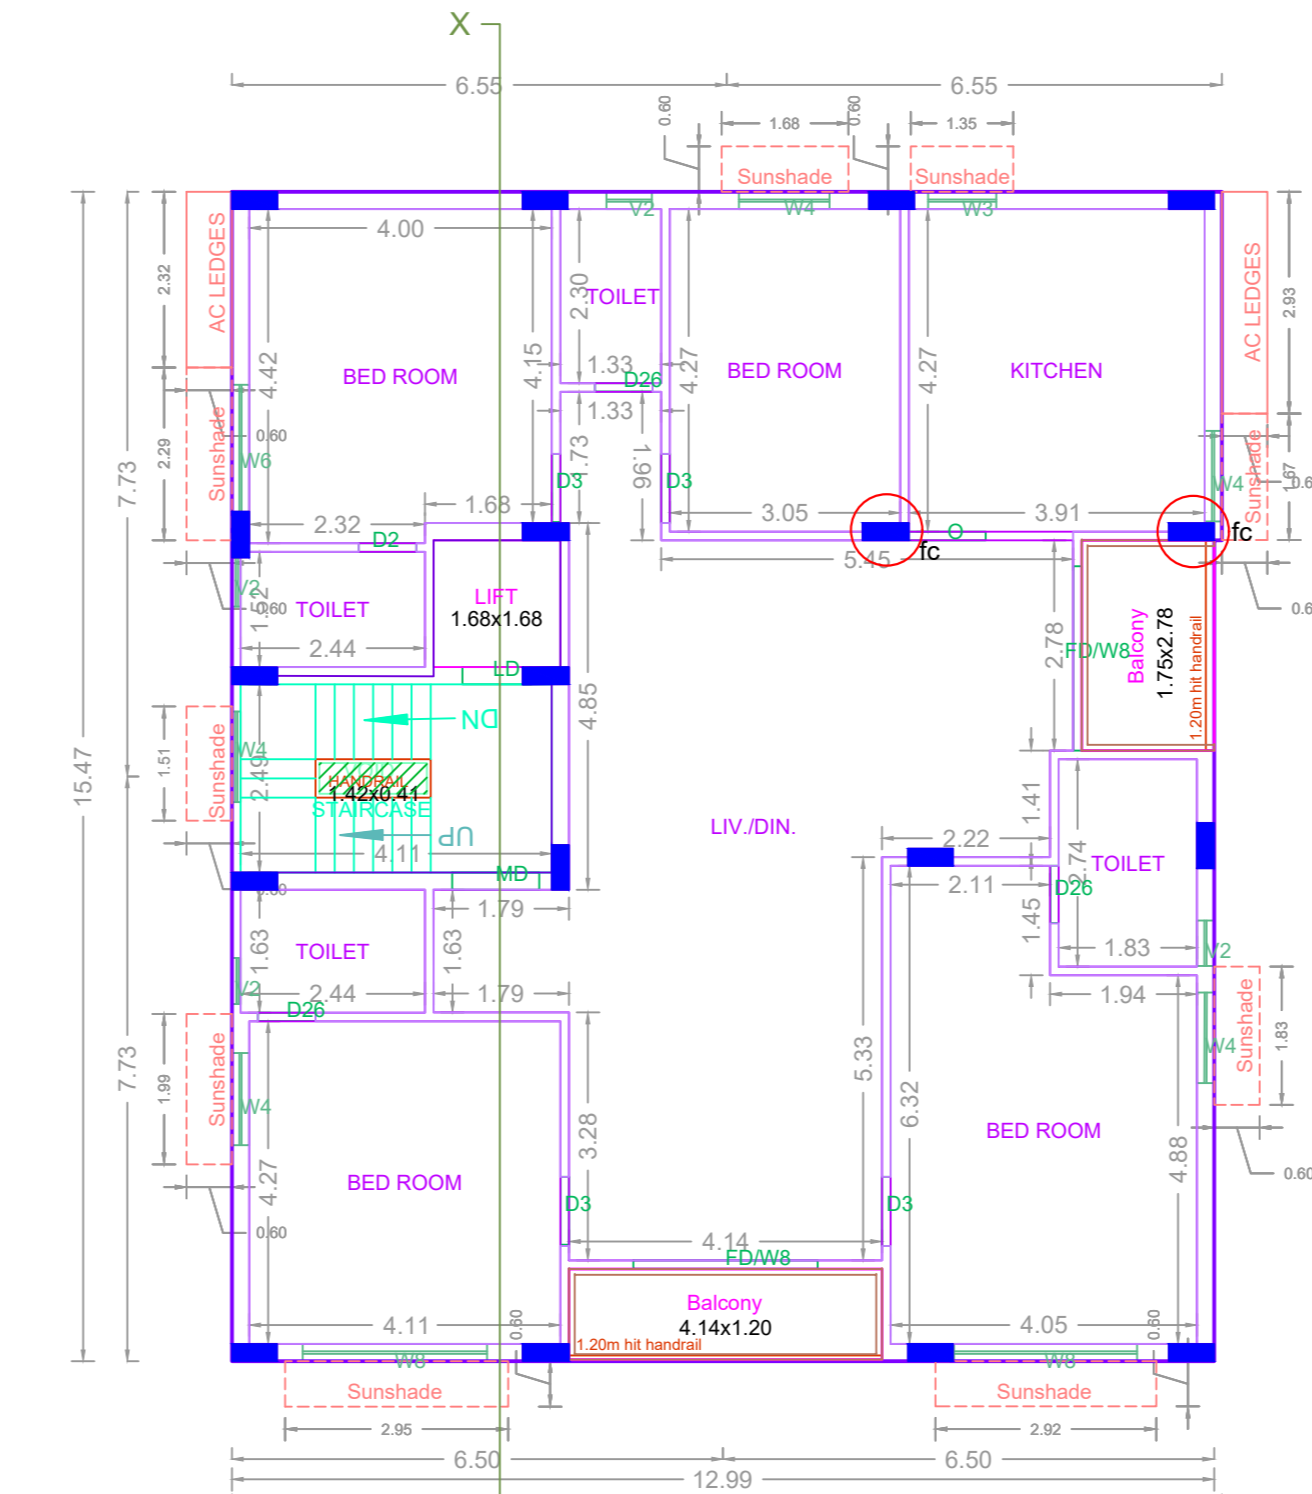 X
6.55
6.55
0.60
1.68
0.60
1.35
Sunshade
Sunshade
V2
W4
W3
4.00
AC LEDGES
2.32
4.42
4.15
2.30
TOILET
4.27
4.27
AC LEDGES
2.93
BED ROOM
BED ROOM
KITCHEN
1.33
D26
1.33
Sunshade
2.29
0.60
W6
7.73
D3
1.73
1.96
D3
Sunshade
W4
1.67
1.68
2.32
3.05
3.91
D2
O
fc
fc
5.45
V2
0.60
1.52
TOILET
2.44
LIFT
1.68x1.68
LD
2.78
FD/W8
Balcony
1.75x2.78
1.20m hit handrail
4.85
DN
Sunshade
1.51
W4
2.49
HANDRAIL
1.42x0.41
STAIRCASE
UP
4.11
15.47
LIV./DIN.
1.41
2.22
2.74
TOILET
2.11
D26
MD
1.79
1.63
TOILET
1.63
1.45
1.83
V2
V2
2.44
1.79
1.94
D26
Sunshade
1.99
W4
7.73
W4
Sunshade
1.83
5.33
6.32
BED ROOM
3.28
4.88
0.60
BED ROOM
4.27
D3
D3
0.60
4.14
FD/W8
Balcony
4.14x1.20
1.20m hit handrail
4.11
0.60
4.05
0.60
W8
W8
Sunshade
Sunshade
2.95
2.92
6.50
6.50
12.99